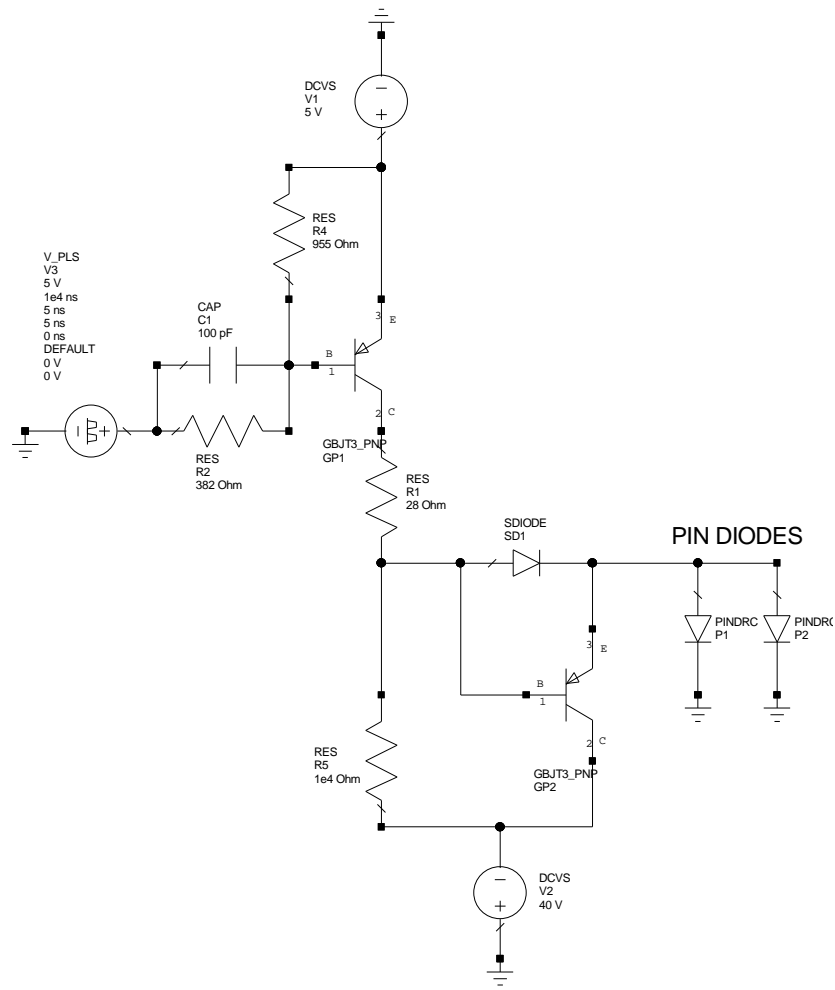 DCVS
V1
5 V
RES
R4
955 Ohm
V_PLS
V3
5 V
1e4 ns
5 ns
5 ns
0 ns
DEFAULT
0 V
0 V
CAP
C1
100 pF
3 E
B
1
2 C
GBJT3_PNP
GP1
RES
R2
382 Ohm
RES
R1
28 Ohm
SDIODE
SD1
PIN DIODES
PINDRC
P1
PINDRC
P2
3 E
B
1
2 C
GBJT3_PNP
GP2
RES
R5
1e4 Ohm
DCVS
V2
40 V